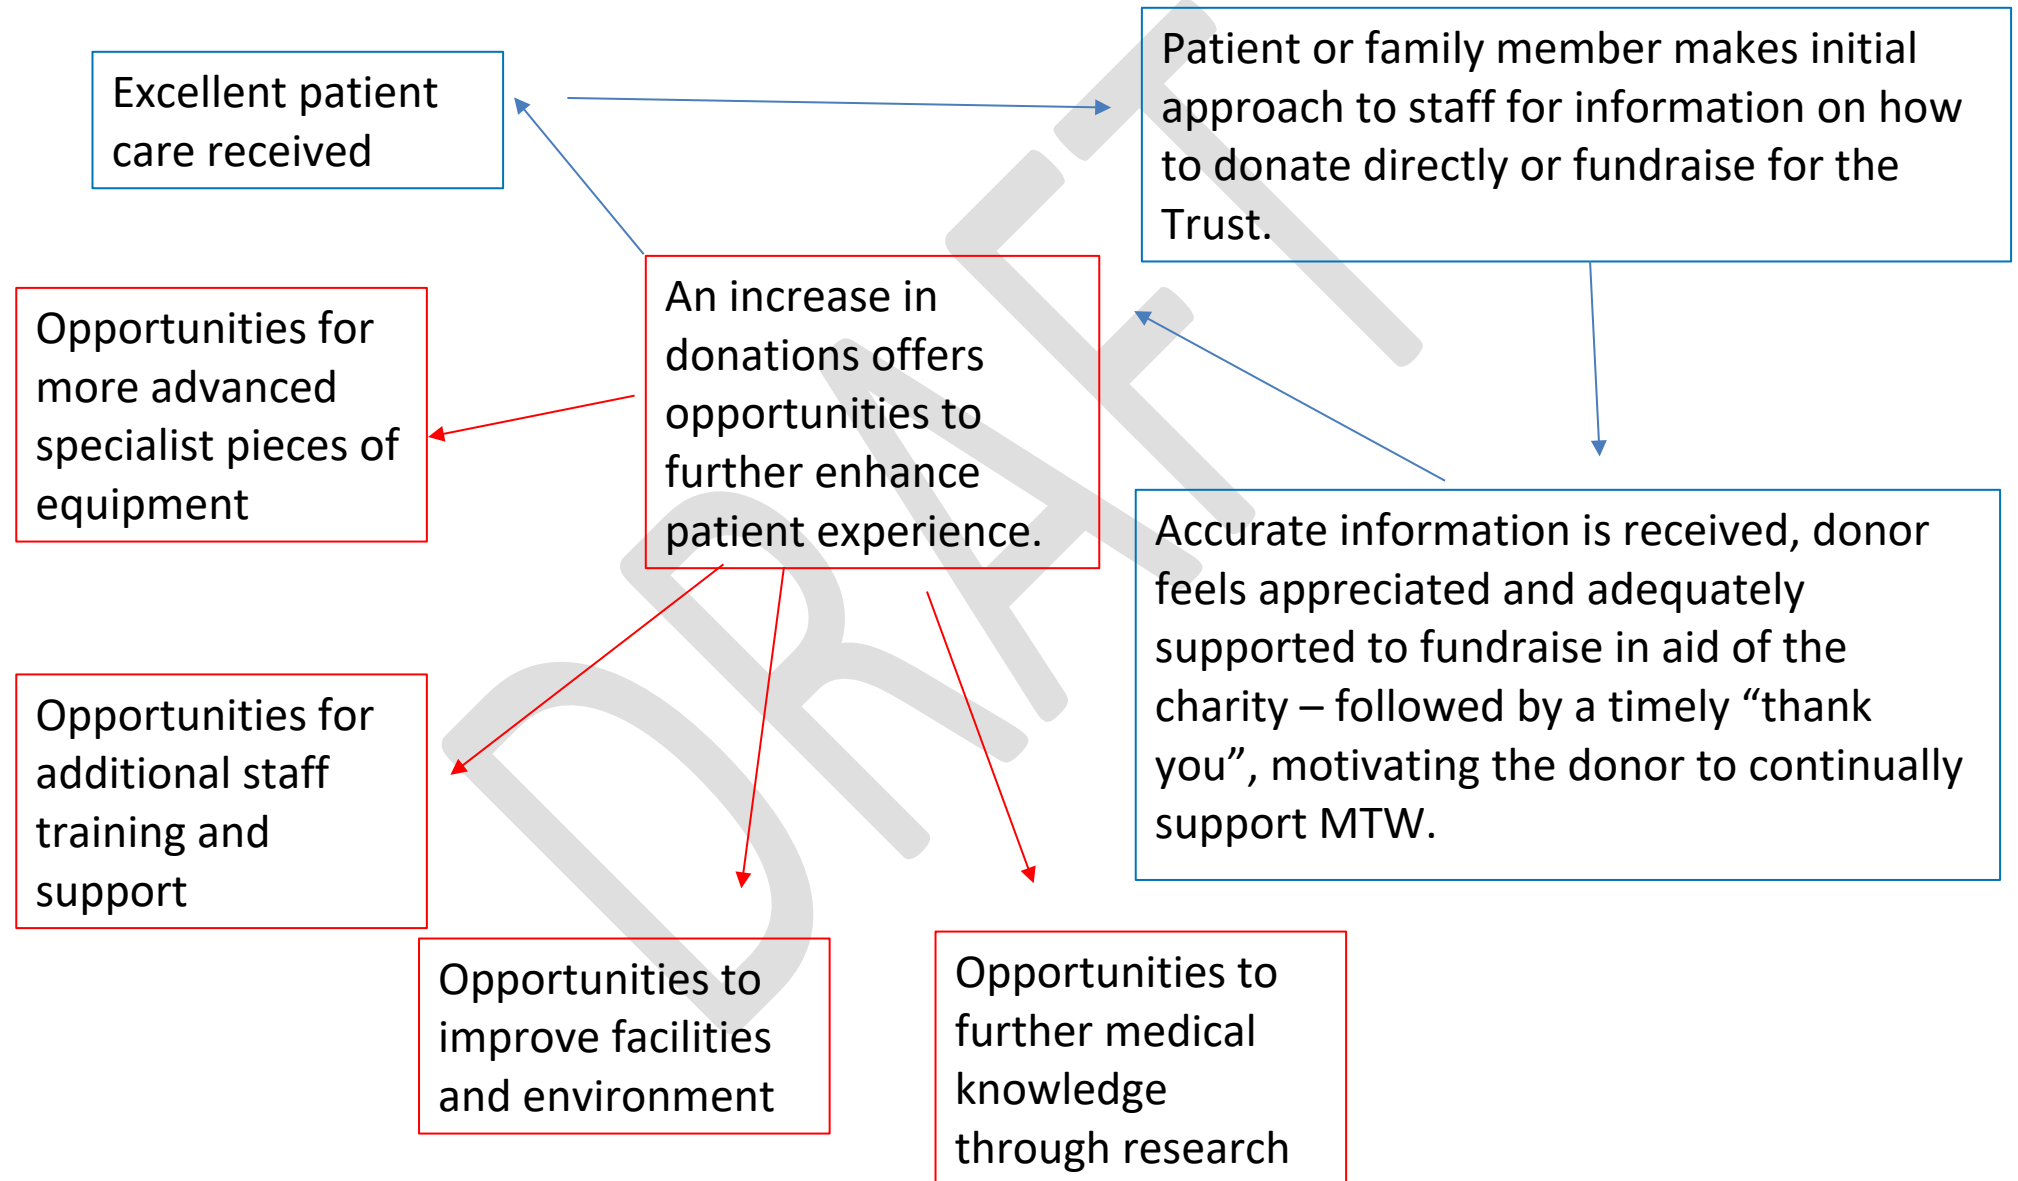 Excellent patient
care received
Patient or family member makes initial
approach to staff for information on how
to donate directly or fundraise for the
Trust.
An increase in
donations offers
opportunities to
further enhance
patient experience.
Opportunities for
more advanced
specialist pieces of
equipment
Accurate information is received, donor
feels appreciated and adequately
supported to fundraise in aid of the
charity – followed by a timely “thank
you”, motivating the donor to continually
support MTW.
Opportunities for
additional staff
training and
support
Opportunities to
improve facilities
and environment
Opportunities to
further medical
knowledge
through research
DRAFT